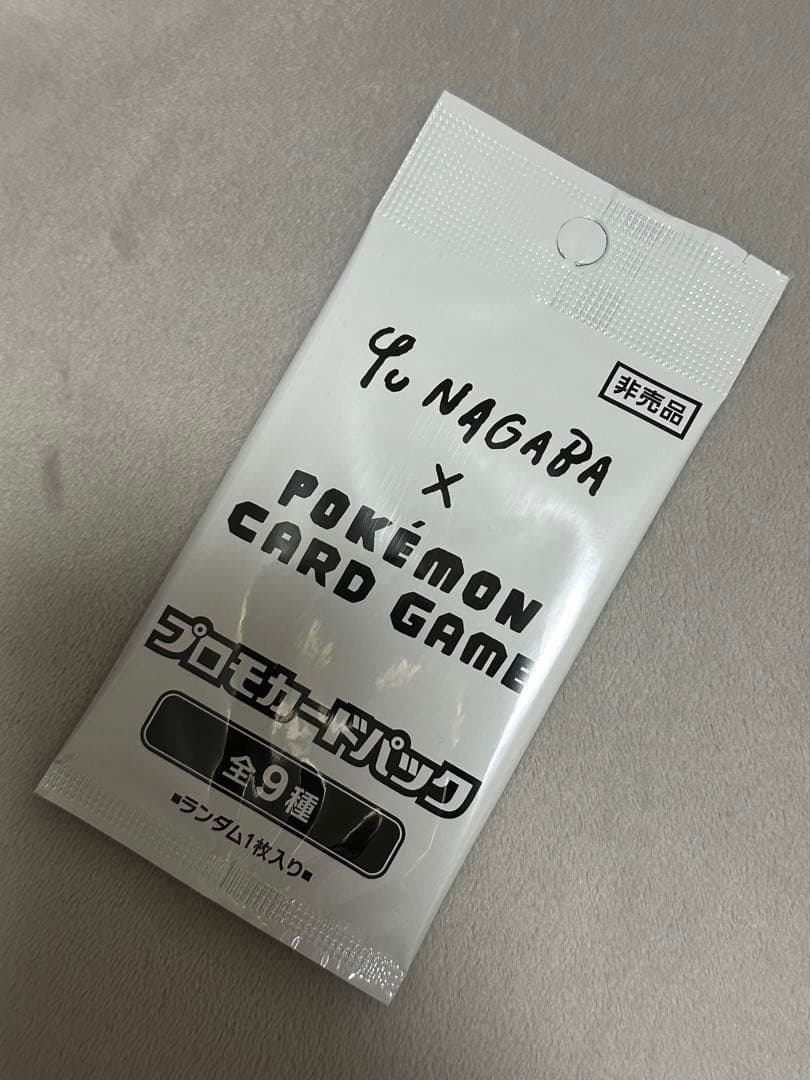 非売品
Yu NAGABA
×
POKÉMON
CARD GAME
プロモカードパック
全9種
■ランダム1枚入り■